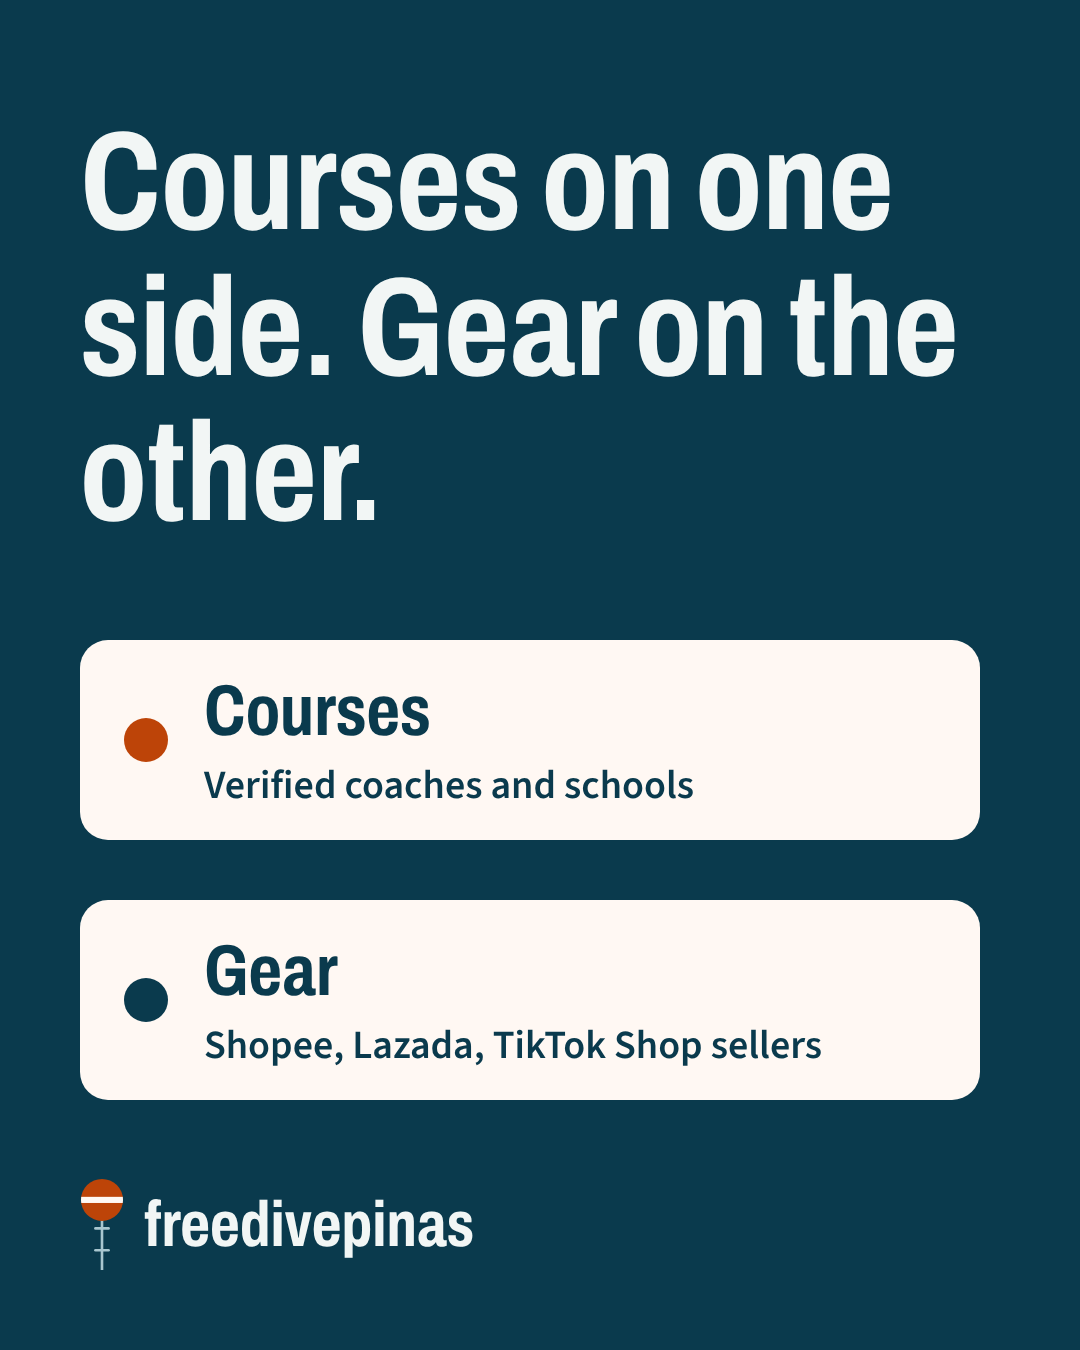 Courses on one
side. Gear on the
other.
Courses
Verified coaches and schools
Gear
Shopee, Lazada, TikTok Shop sellers
freedivepinas